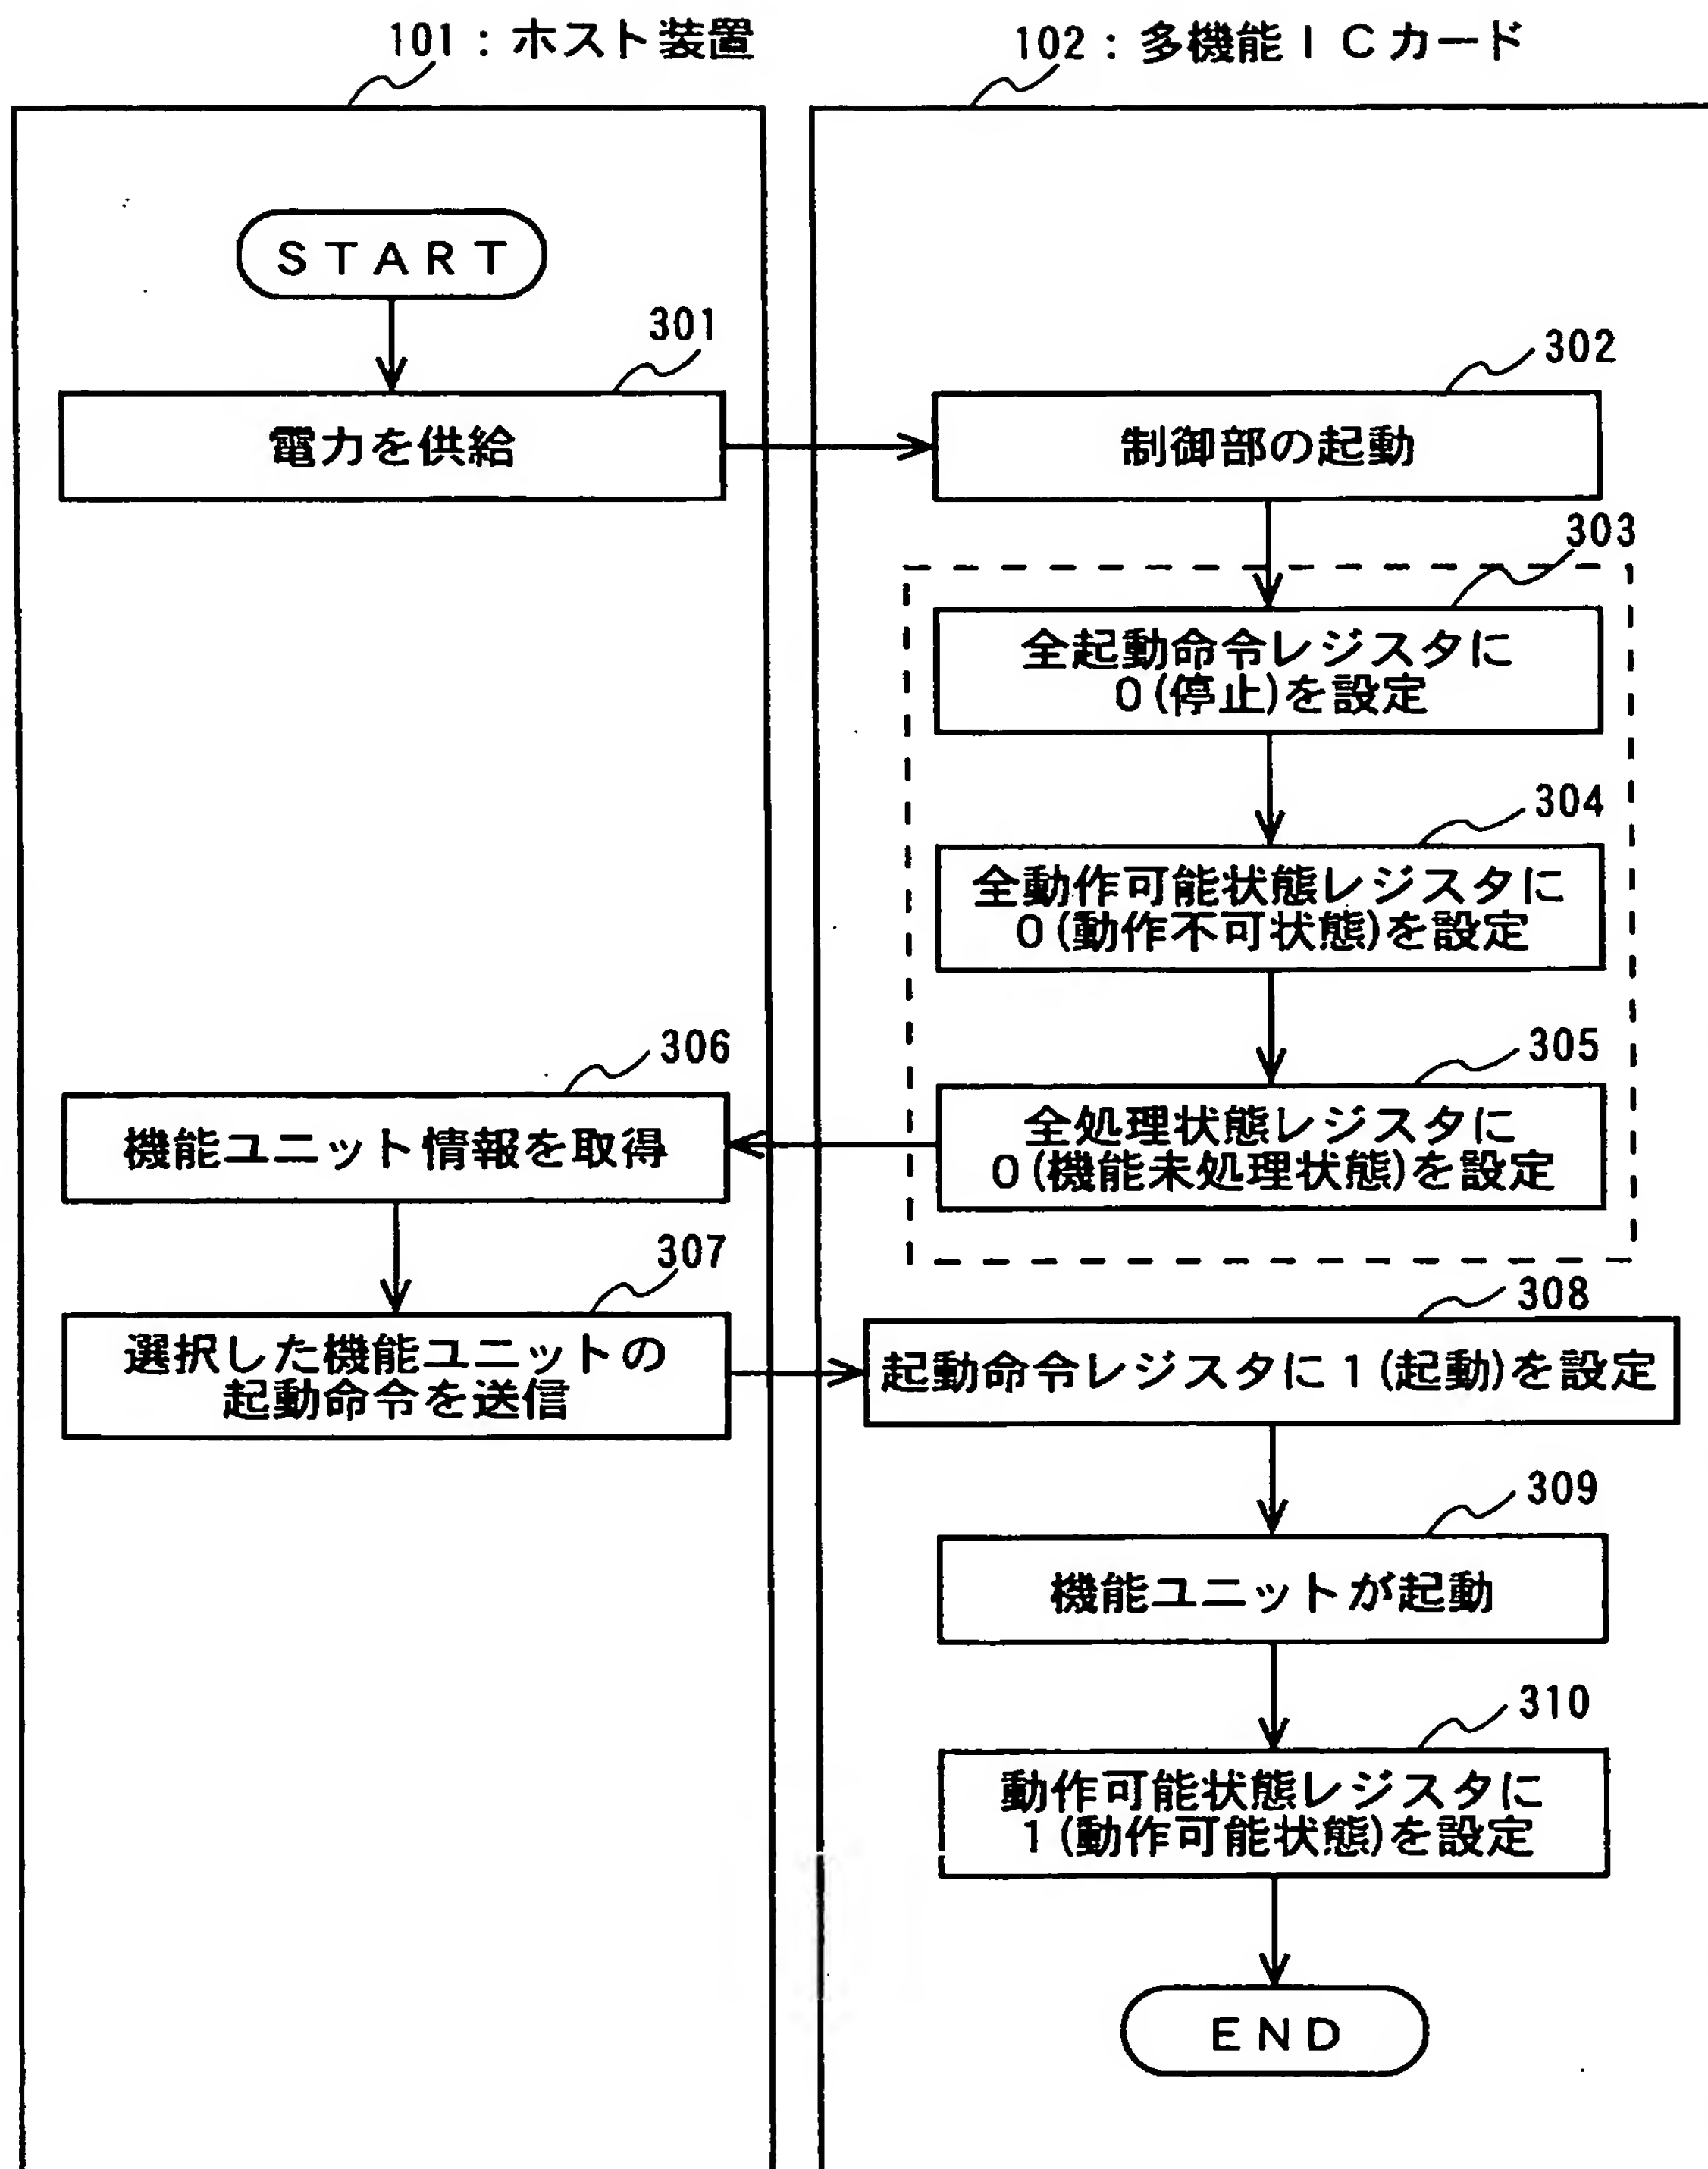 101：ホスト装置
102：多機能ＩＣカード
START
301
電力を供給
302
制御部の起動
303
全起動命令レジスタに
０(停止)を設定
304
全動作可能状態レジスタに
０(動作不可状態)を設定
305
全処理状態レジスタに
０(機能未処理状態)を設定
306
機能ユニット情報を取得
307
選択した機能ユニットの
起動命令を送信
308
起動命令レジスタに１(起動)を設定
309
機能ユニットが起動
310
動作可能状態レジスタに
１(動作可能状態)を設定
END